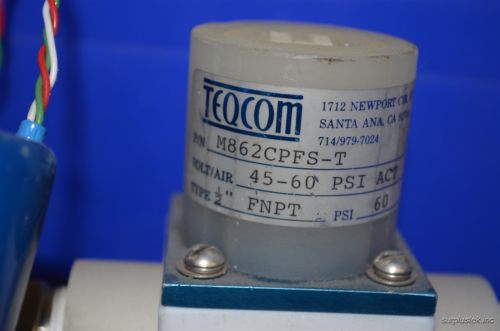 TEQCOM
1712 NEWPORT CIR
SANTA ANA, CA
714/979-7024
P/N M862CPFS-T
VOLT/AIR 45-60 PSI ACT
TYPE ½" FNPT PSI 60
surplustek.inc